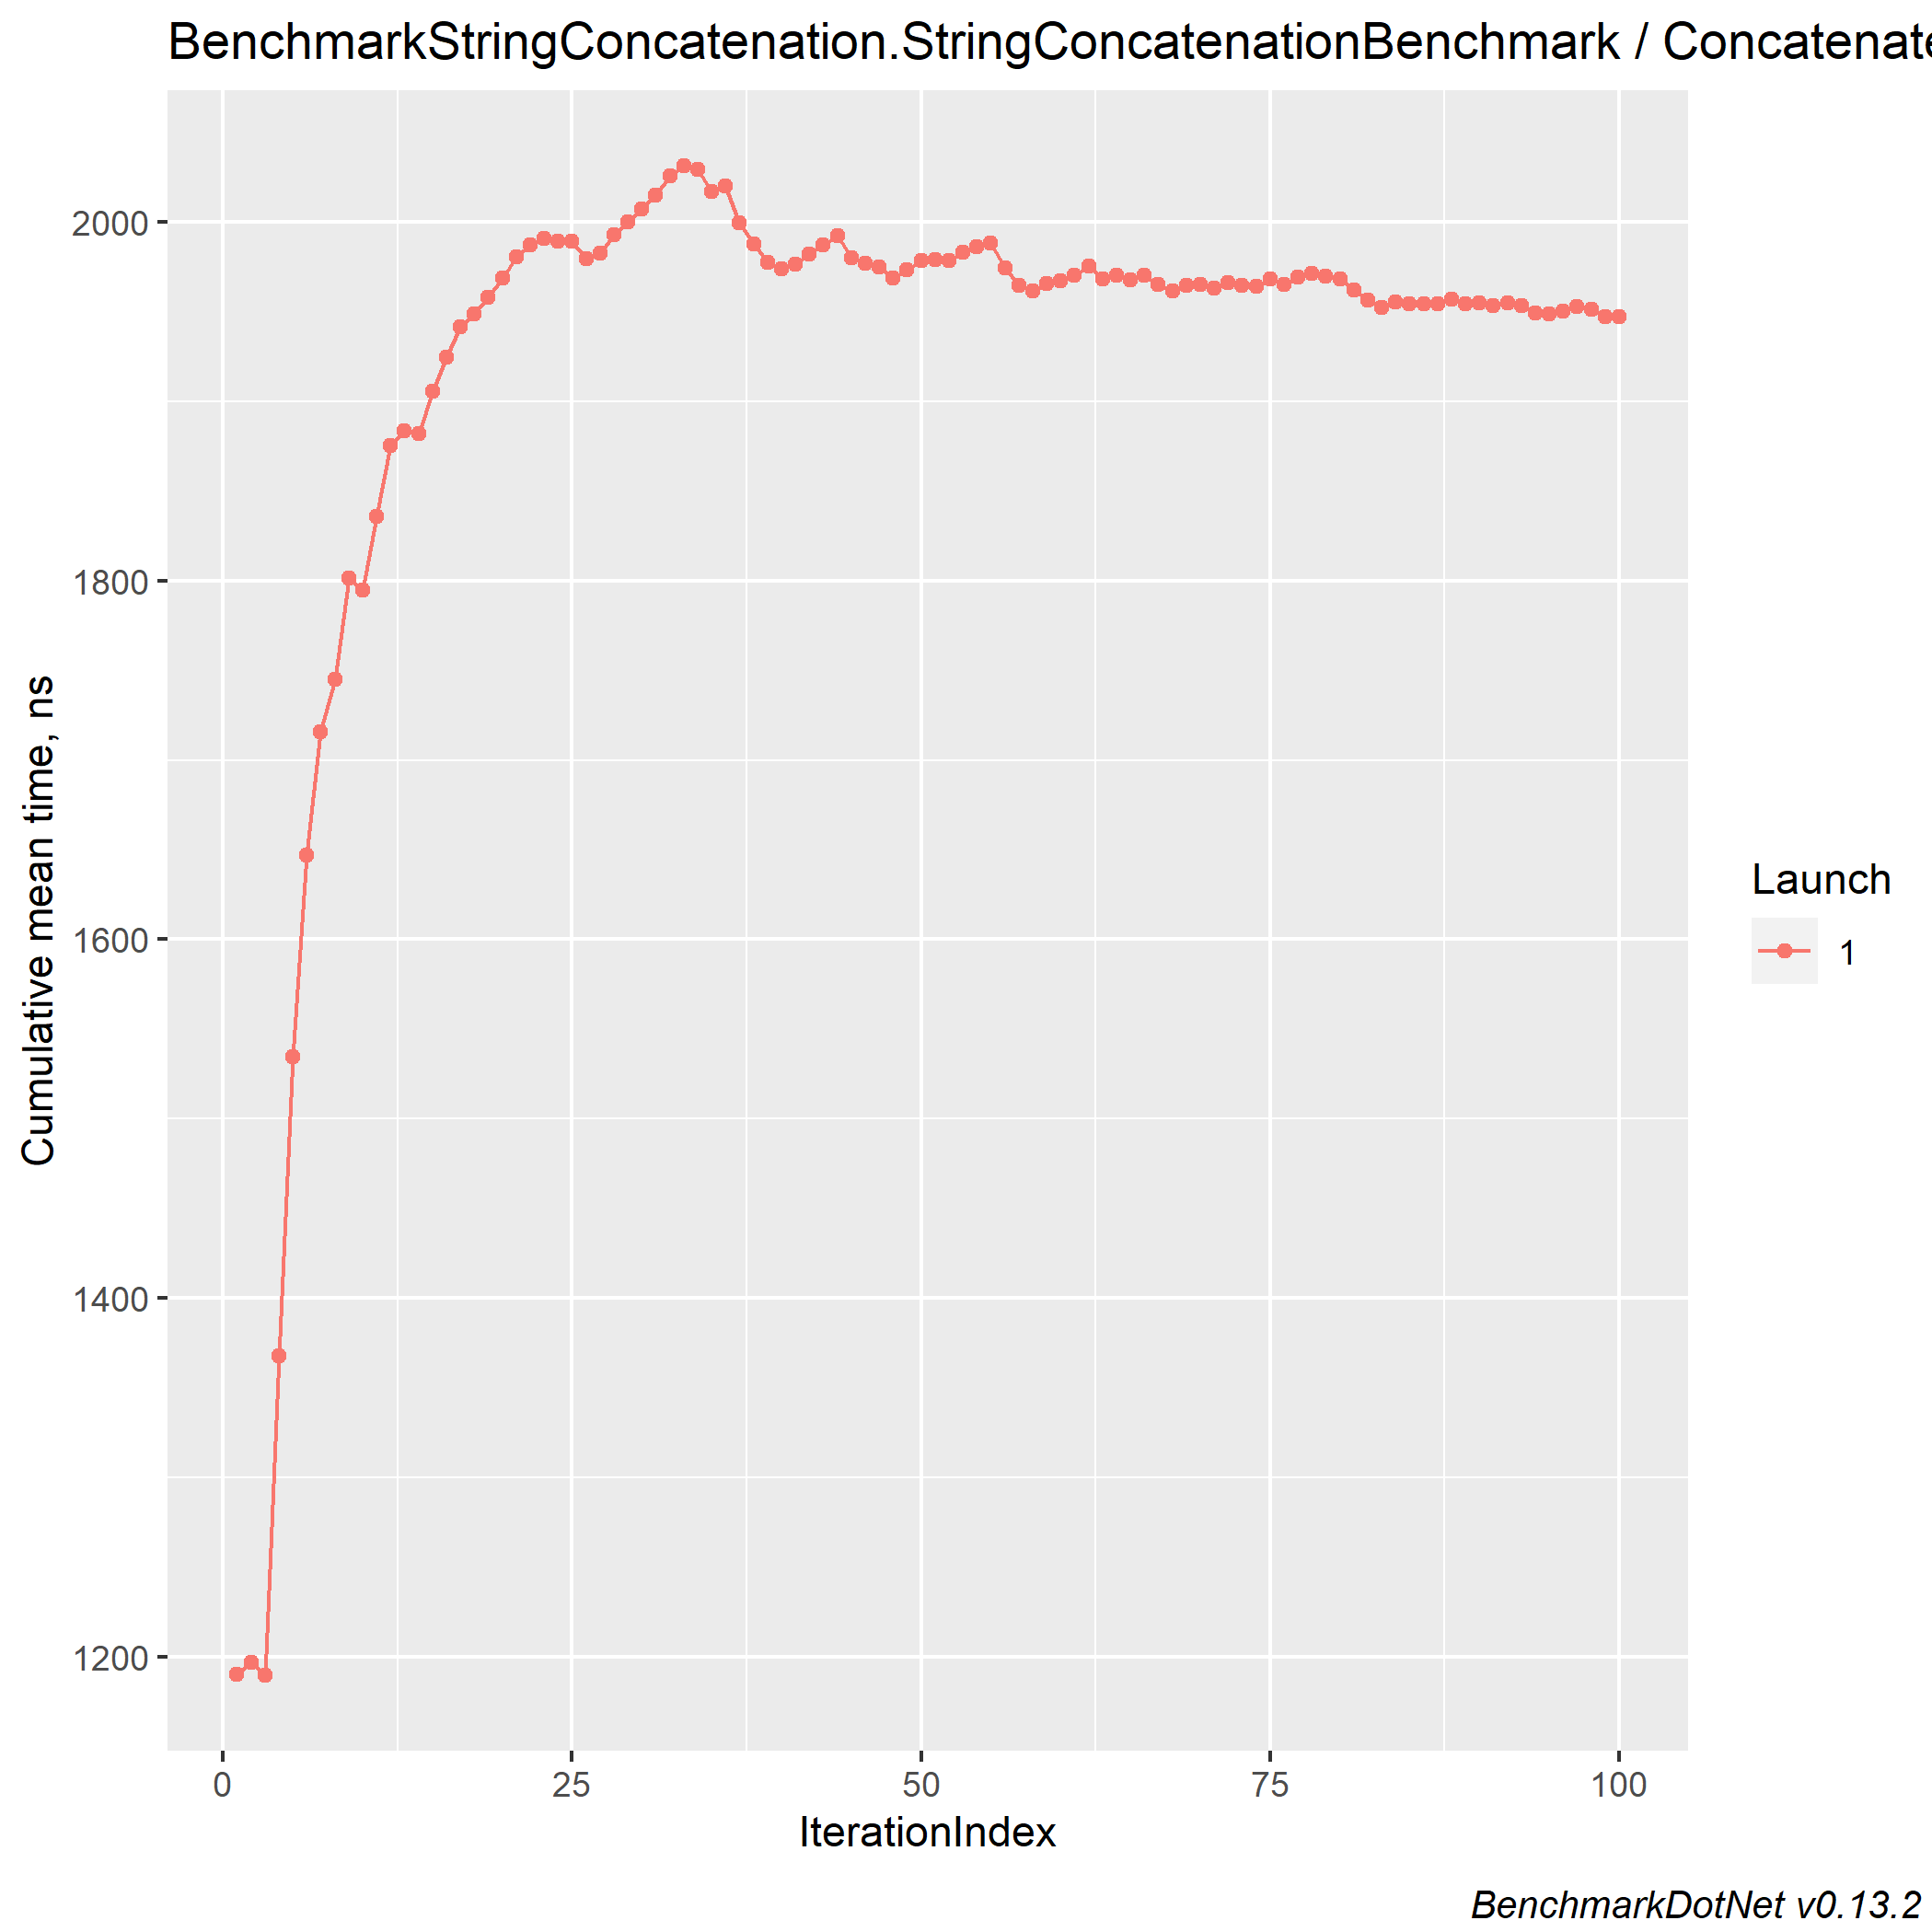 BenchmarkStringConcatenation.StringConcatenationBenchmark / Concatenate
Cumulative mean time, ns
2000
1800
1600
1400
1200
0 25 50 75 100
IterationIndex
Launch
1
BenchmarkDotNet v0.13.2